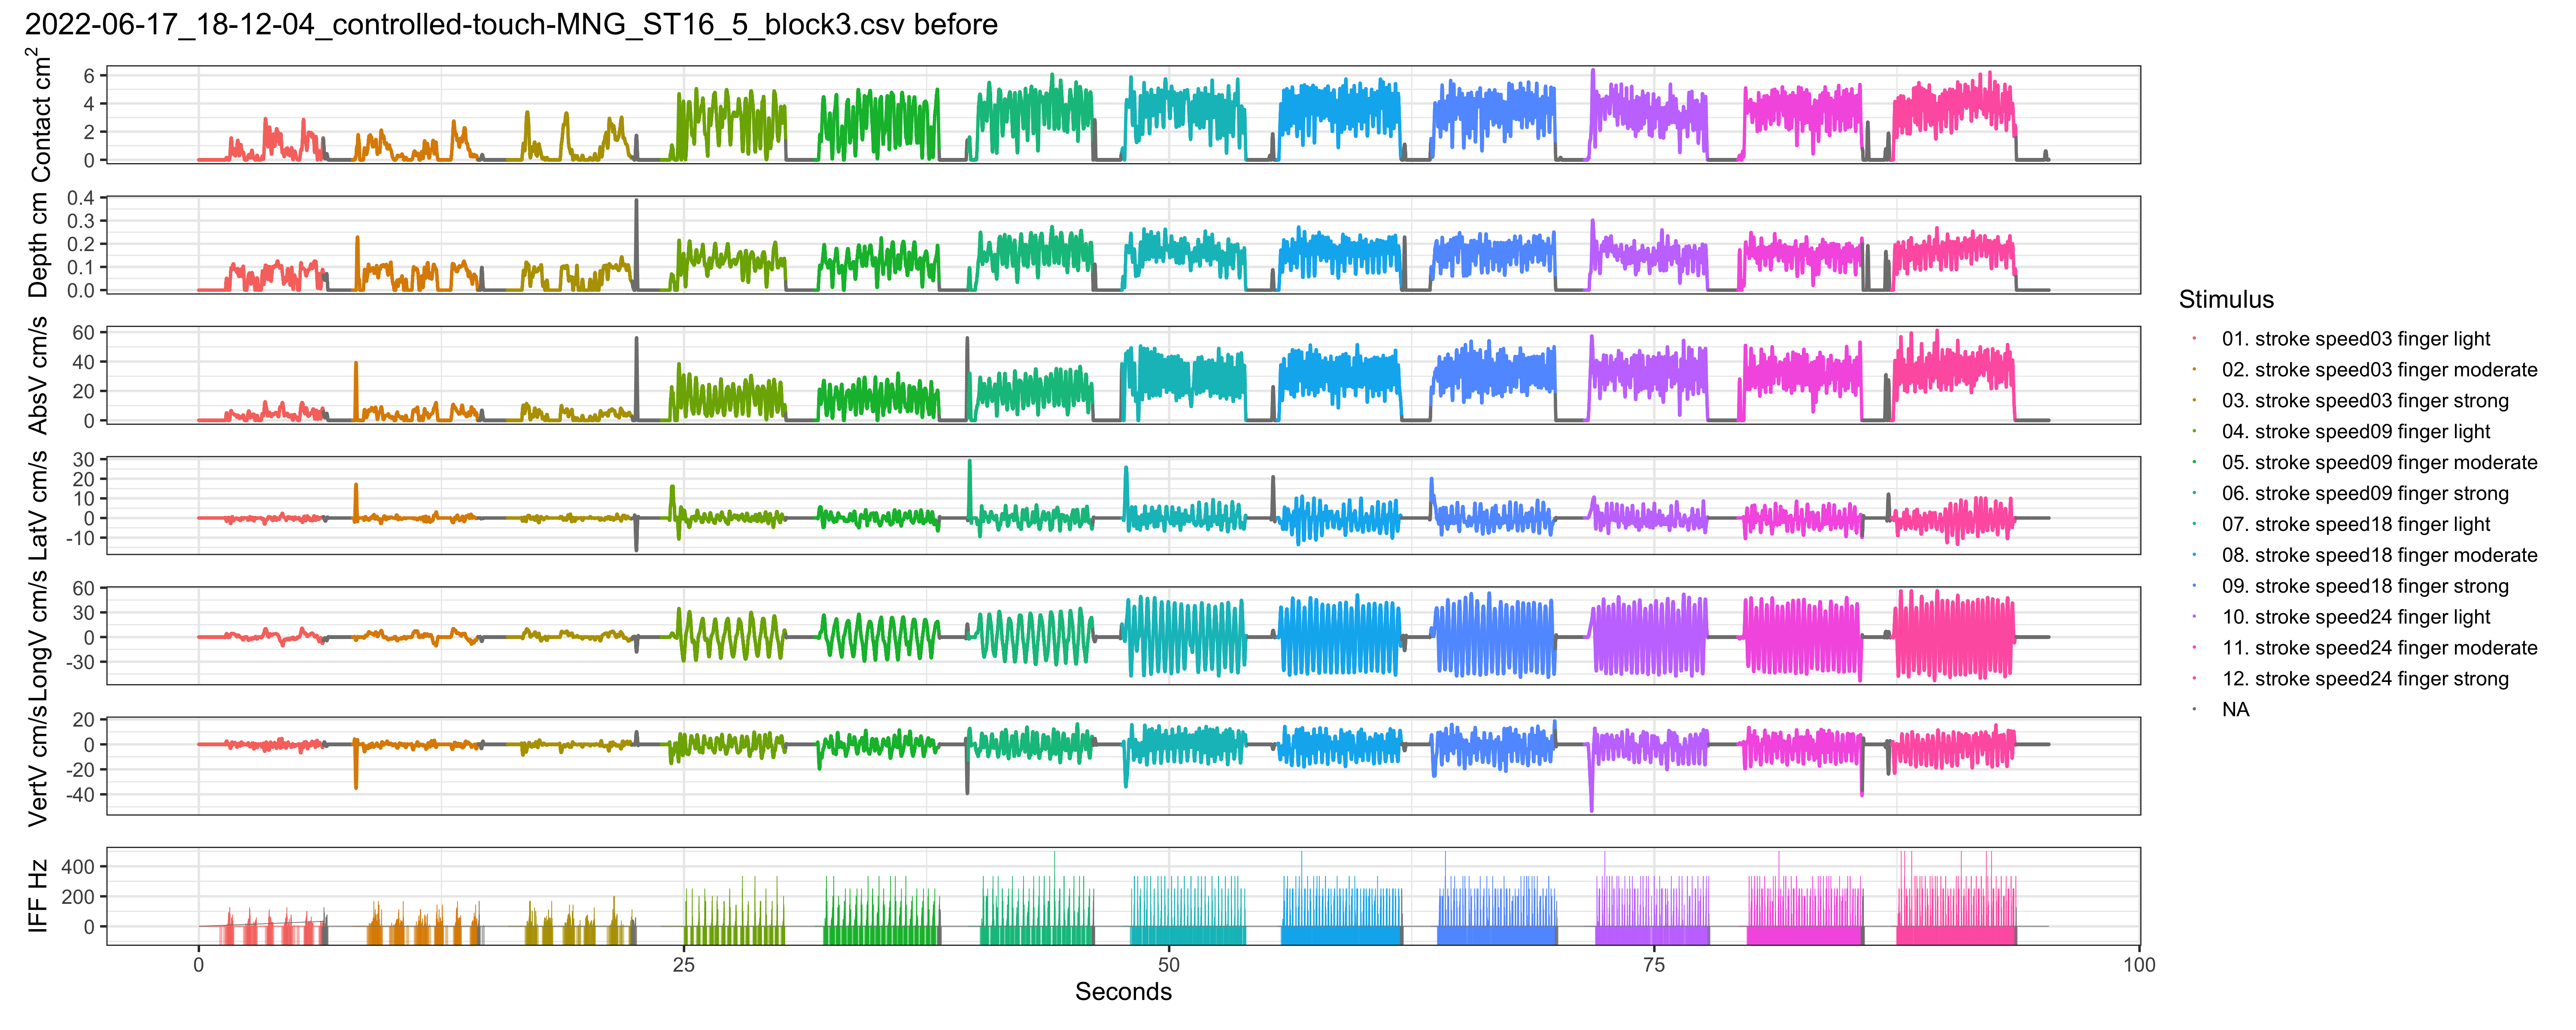 2022-06-17_18-12-04_controlled-touch-MNG_ST16_5_block3.csv before
Contact cm²
6
4
2
0
Depth cm
0.4
0.3
0.2
0.1
0.0
AbsV cm/s
60
40
20
0
LatV cm/s
30
20
10
0
-10
LongV cm/s
60
30
0
-30
VertV cm/s
20
0
-20
-40
IFF Hz
400
200
0
0 25 50 75 100
Seconds
Stimulus
01. stroke speed03 finger light
02. stroke speed03 finger moderate
03. stroke speed03 finger strong
04. stroke speed09 finger light
05. stroke speed09 finger moderate
06. stroke speed09 finger strong
07. stroke speed18 finger light
08. stroke speed18 finger moderate
09. stroke speed18 finger strong
10. stroke speed24 finger light
11. stroke speed24 finger moderate
12. stroke speed24 finger strong
NA